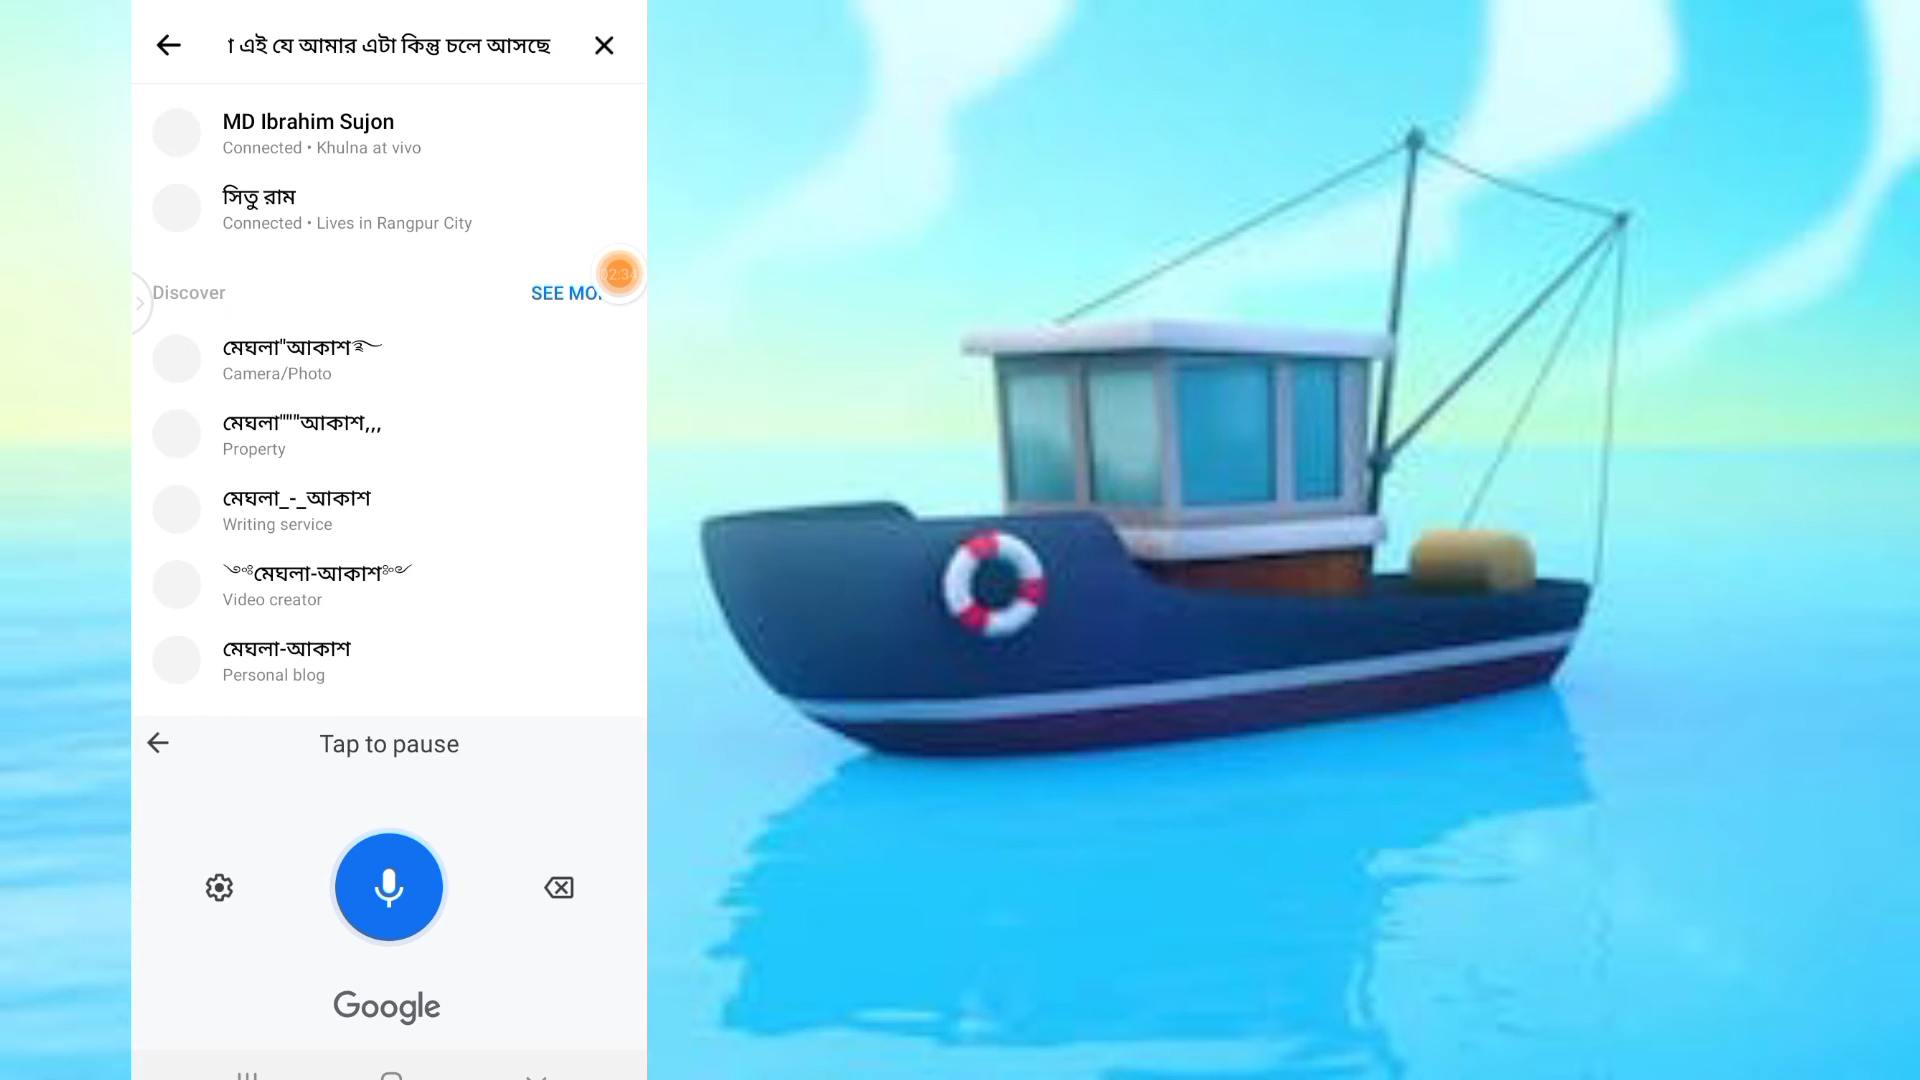 া এই যে আমার এটা কিন্তু চলে আসছে
MD Ibrahim Sujon
Connected • Khulna at vivo
সিতু রাম
Connected • Lives in Rangpur City
Discover
SEE MO
02:34
মেঘলা"আকাশ࿐
Camera/Photo
মেঘলা""""আকাশ,,,
Property
মেঘলা_-_আকাশ
Writing service
༺মেঘলা-আকাশ༻
Video creator
মেঘলা-আকাশ
Personal blog
Tap to pause
Google